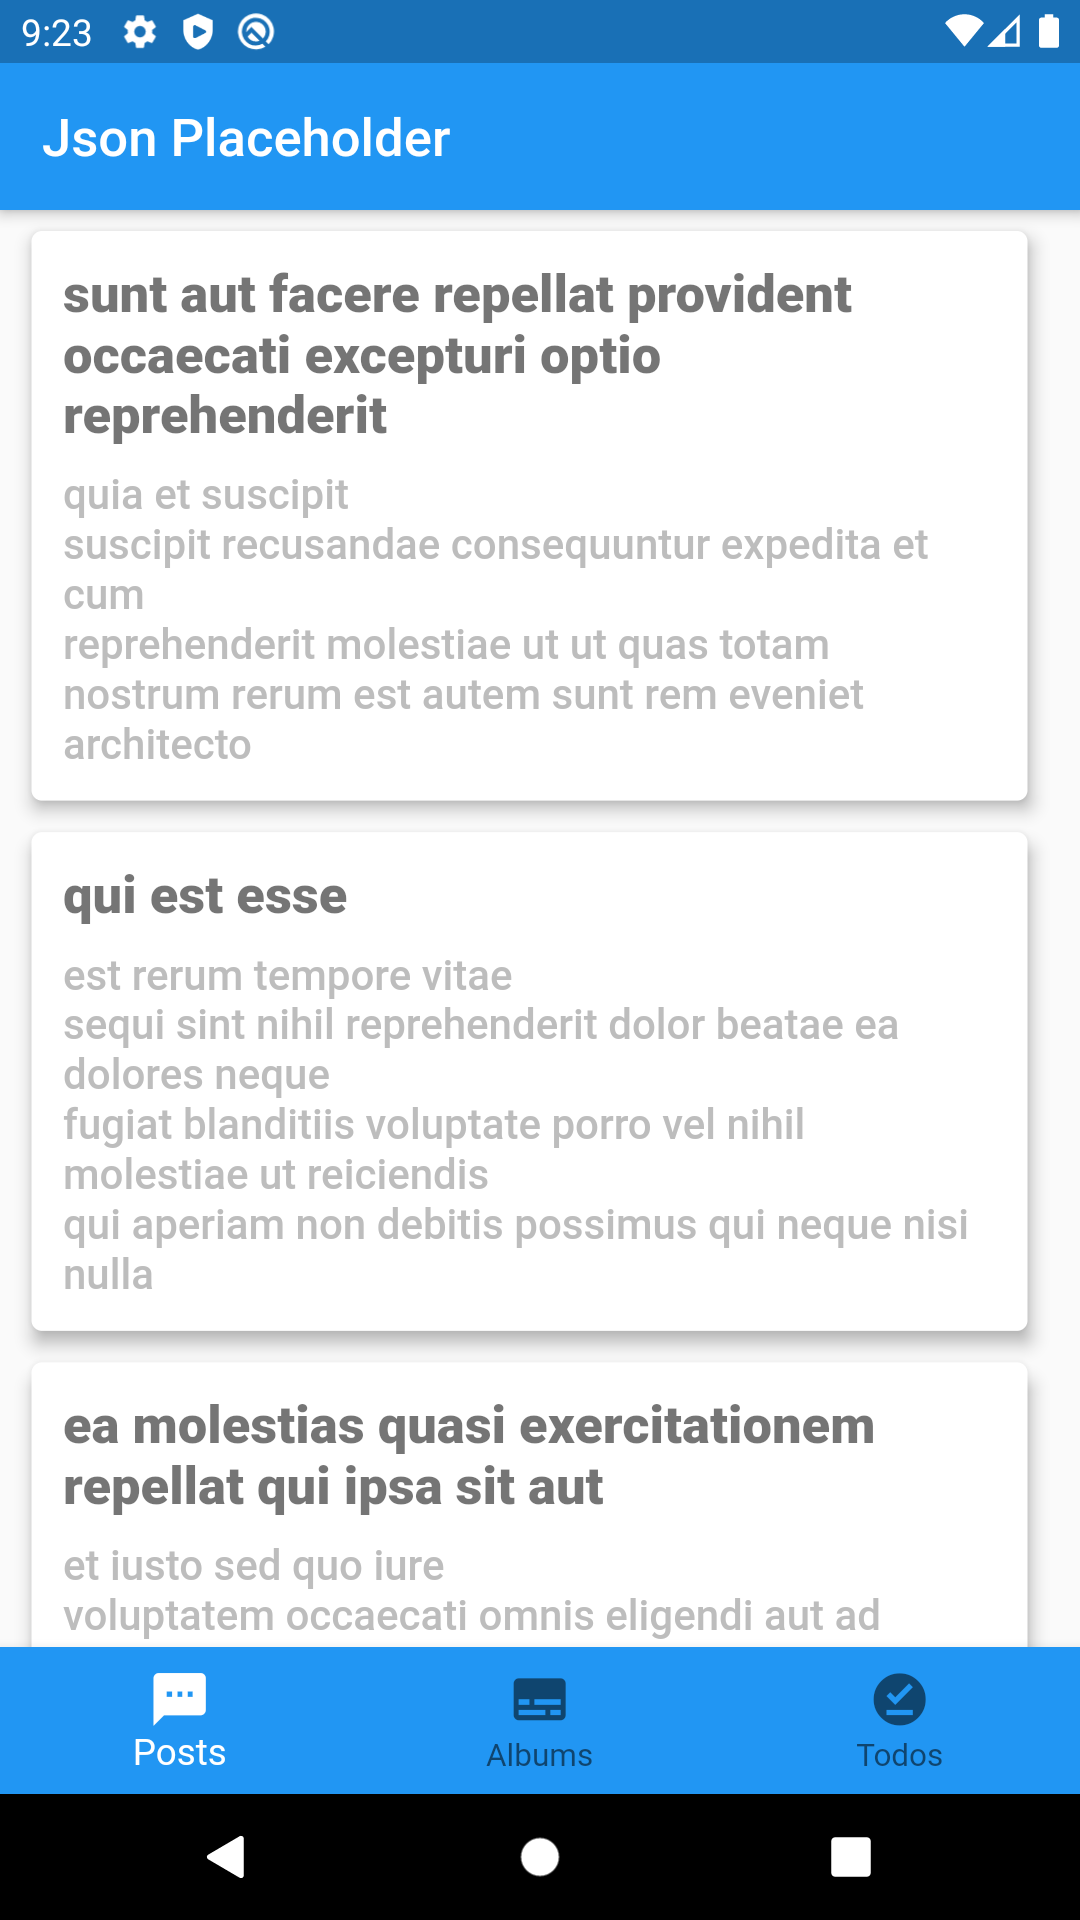 9:23
Json Placeholder
sunt aut facere repellat provident
occaecati excepturi optio
reprehenderit
quia et suscipit
suscipit recusandae consequuntur expedita et
cum
reprehenderit molestiae ut ut quas totam
nostrum rerum est autem sunt rem eveniet
architecto
qui est esse
est rerum tempore vitae
sequi sint nihil reprehenderit dolor beatae ea
dolores neque
fugiat blanditiis voluptate porro vel nihil
molestiae ut reiciendis
qui aperiam non debitis possimus qui neque nisi
nulla
ea molestias quasi exercitationem
repellat qui ipsa sit aut
et iusto sed quo iure
voluptatem occaecati omnis eligendi aut ad
Posts
Albums
Todos